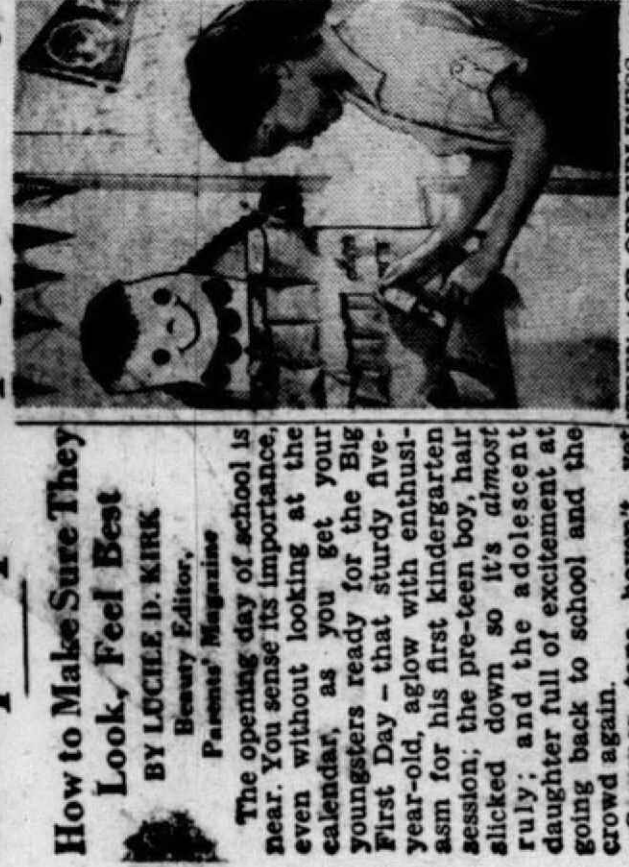 How to Make Sure They
Look, Feel Best
BY LUCILE D. KIRK
Beauty Editor,
Parents' Magazine
The opening day of school is
near. You sense its importance,
even without looking at the
calendar, as you get your
youngsters ready for the Big
First Day — that sturdy five-
year-old, aglow with enthusi-
asm for his first kindergarten
session; the pre-teen boy, hair
slicked down so it's almost
ruly; and the adolescent
daughter full of excitement at
going back to school and the
crowd again.